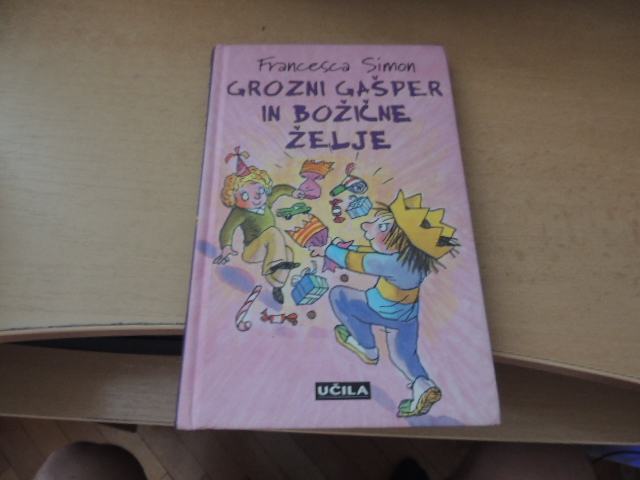 Francesca Simon
GROZNI GAŠPER
IN BOŽIČNE
ŽELJE
UČILA